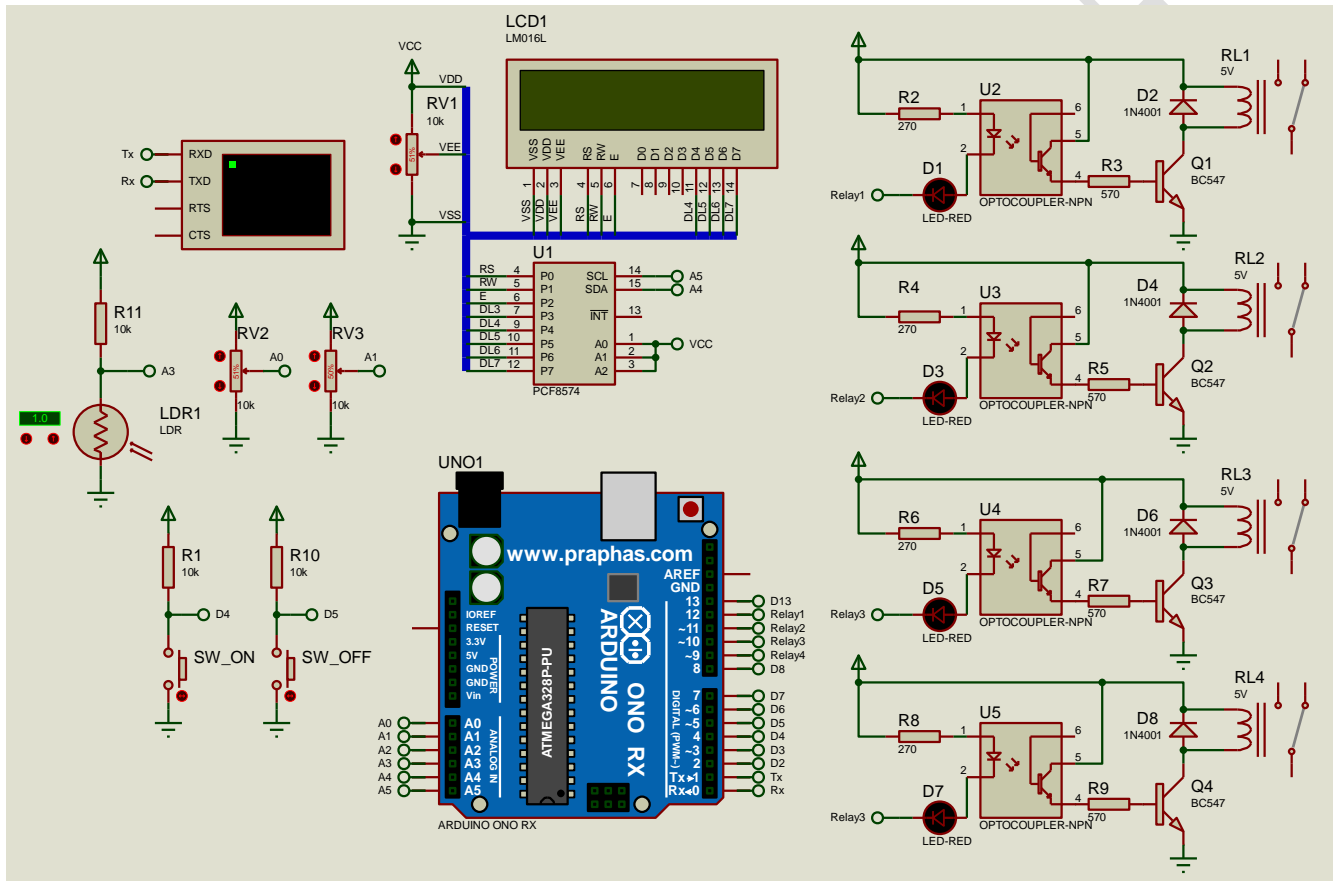 LCD1
LM016L
VSS
VDD
VEE
RS
RW
E
D0
D1
D2
D3
D4
D5
D6
D7
1
2
3
4
5
6
7
8
9
10
11
12
13
14
VSS
VDD
VEE
RS
RW
E
DL4
DL5
DL6
DL7
VCC
VDD
RV1
10k
51%
VEE
VSS
Tx
RXD
Rx
TXD
RTS
CTS
U1
RS 4 P0 SCL 14 A5
RW 5 P1 SDA 15 A4
E 6 P2
DL3 7 P3 INT 13
DL4 9 P4
DL5 10 P5 A0 1 VCC
DL6 11 P6 A1 2
DL7 12 P7 A2 3
PCF8574
R11
10k
A3
LDR1
LDR
1.0
RV2
A0
51%
10k
RV3
A1
50%
10k
R1
10k
D4
SW_ON
R10
10k
D5
SW_OFF
UNO1
www.praphas.com
AREF
GND
13 D13
12 Relay1
~11 Relay2
~10 Relay3
~9 Relay4
8 D8
7 D7
~6 D6
~5 D5
4 D4
~3 D3
2 D2
Tx 1 Tx
Rx 0 Rx
DIGITAL (PWM~)
IOREF
RESET
3.3V
5V
GND
GND
Vin
POWER
A0 A0
A1 A1
A2 A2
A3 A3
A4 A4
A5 A5
ANALOG IN
ATMEGA328P-PU
ARDUINO
ONO RX
ARDUINO ONO RX
R2
270
U2
1
2
6
5
4
OPTOCOUPLER-NPN
D1
LED-RED
Relay1
R3
570
D2
1N4001
Q1
BC547
RL1
5V
R4
270
U3
1
2
6
5
4
OPTOCOUPLER-NPN
D3
LED-RED
Relay2
R5
570
D4
1N4001
Q2
BC547
RL2
5V
R6
270
U4
1
2
6
5
4
OPTOCOUPLER-NPN
D5
LED-RED
Relay3
R7
570
D6
1N4001
Q3
BC547
RL3
5V
R8
270
U5
1
2
6
5
4
OPTOCOUPLER-NPN
D7
LED-RED
Relay3
R9
570
D8
1N4001
Q4
BC547
RL4
5V